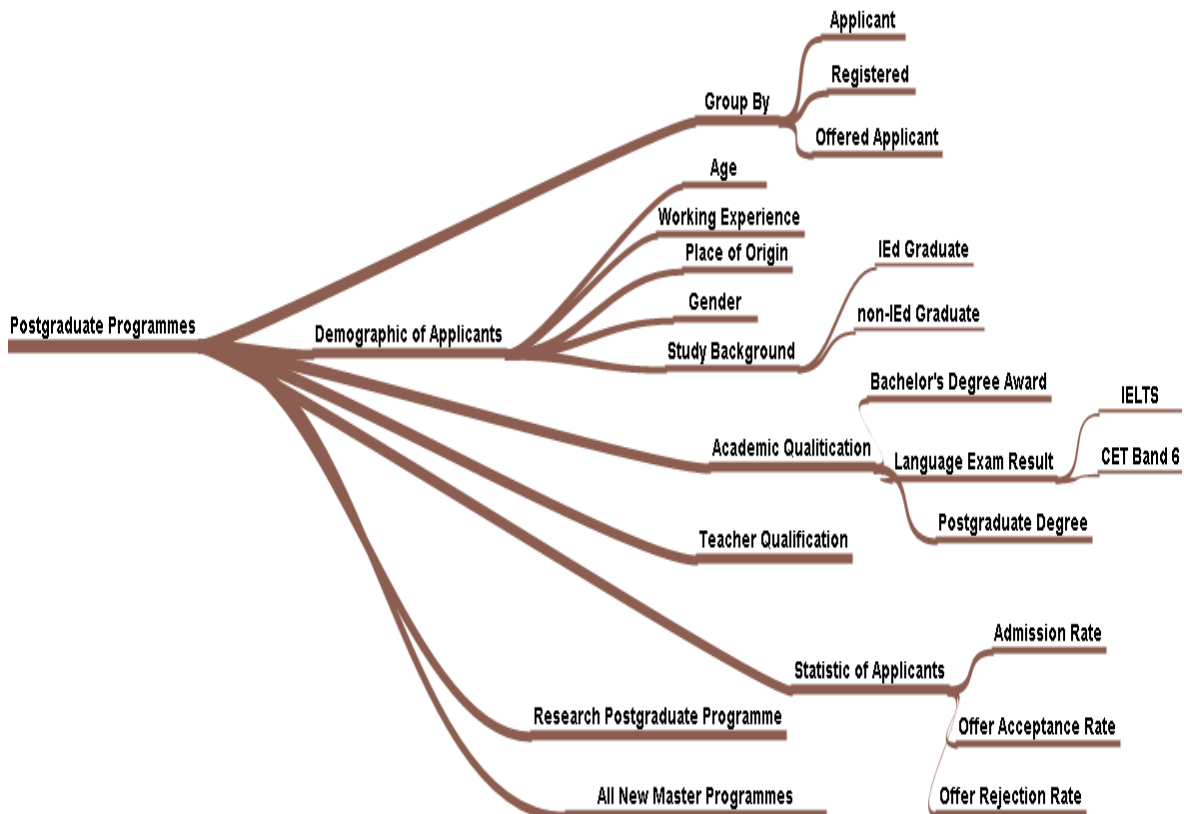 Applicant
Registered
Group By
Offered Applicant
Age
Working Experience
Place of Origin
IEd Graduate
Gender
non-IEd Graduate
Postgraduate Programmes
Demographic of Applicants
Study Background
Bachelor's Degree Award
IELTS
Academic Qualitication
Language Exam Result
CET Band 6
Postgraduate Degree
Teacher Qualification
Admission Rate
Statistic of Applicants
Research Postgraduate Programme
Offer Acceptance Rate
All New Master Programmes
Offer Rejection Rate